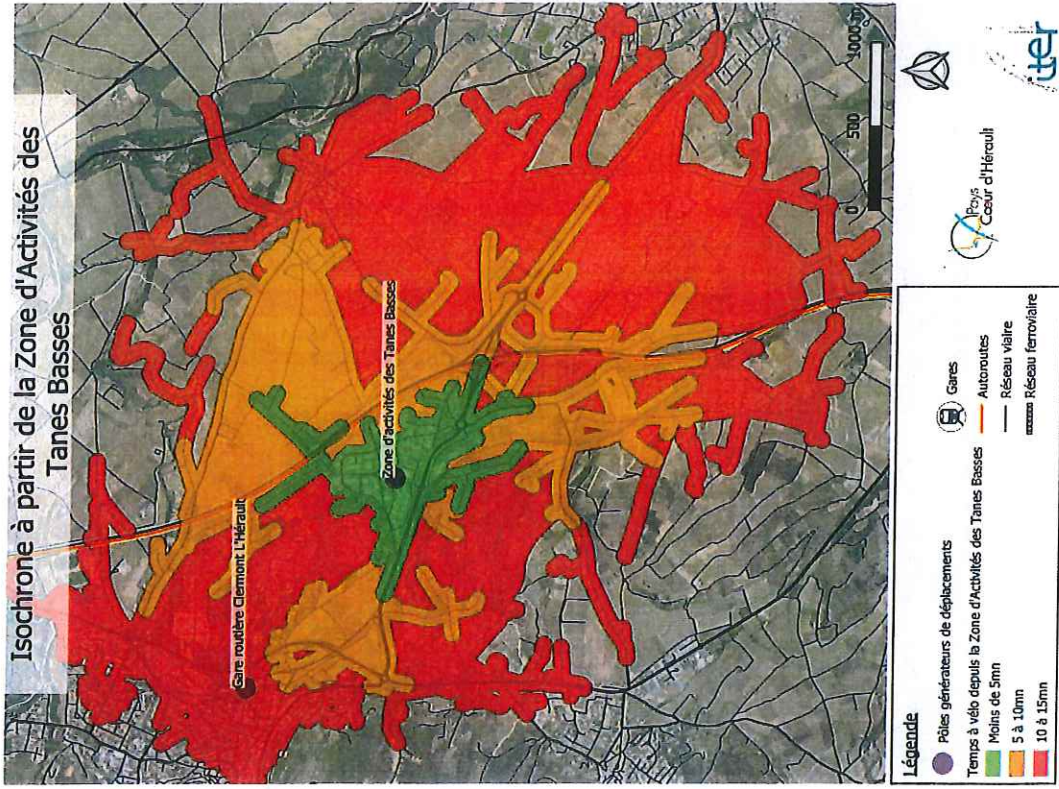 Isochrone à partir de la Zone d'Activités des
Tanes Basses
Gare routière Clermont L'Hérault
Zone d'activités des Tanes Basses
0 500 1000 m
Légende
Pôles générateurs de déplacements
Gares
Temps à vélo depuis la Zone d'Activités des Tanes Basses
Moins de 5mn
5 à 10mn
10 à 15mn
Autoroutes
Réseau viaire
Réseau ferroviaire
Pays
Cœur d'Hérault
iter